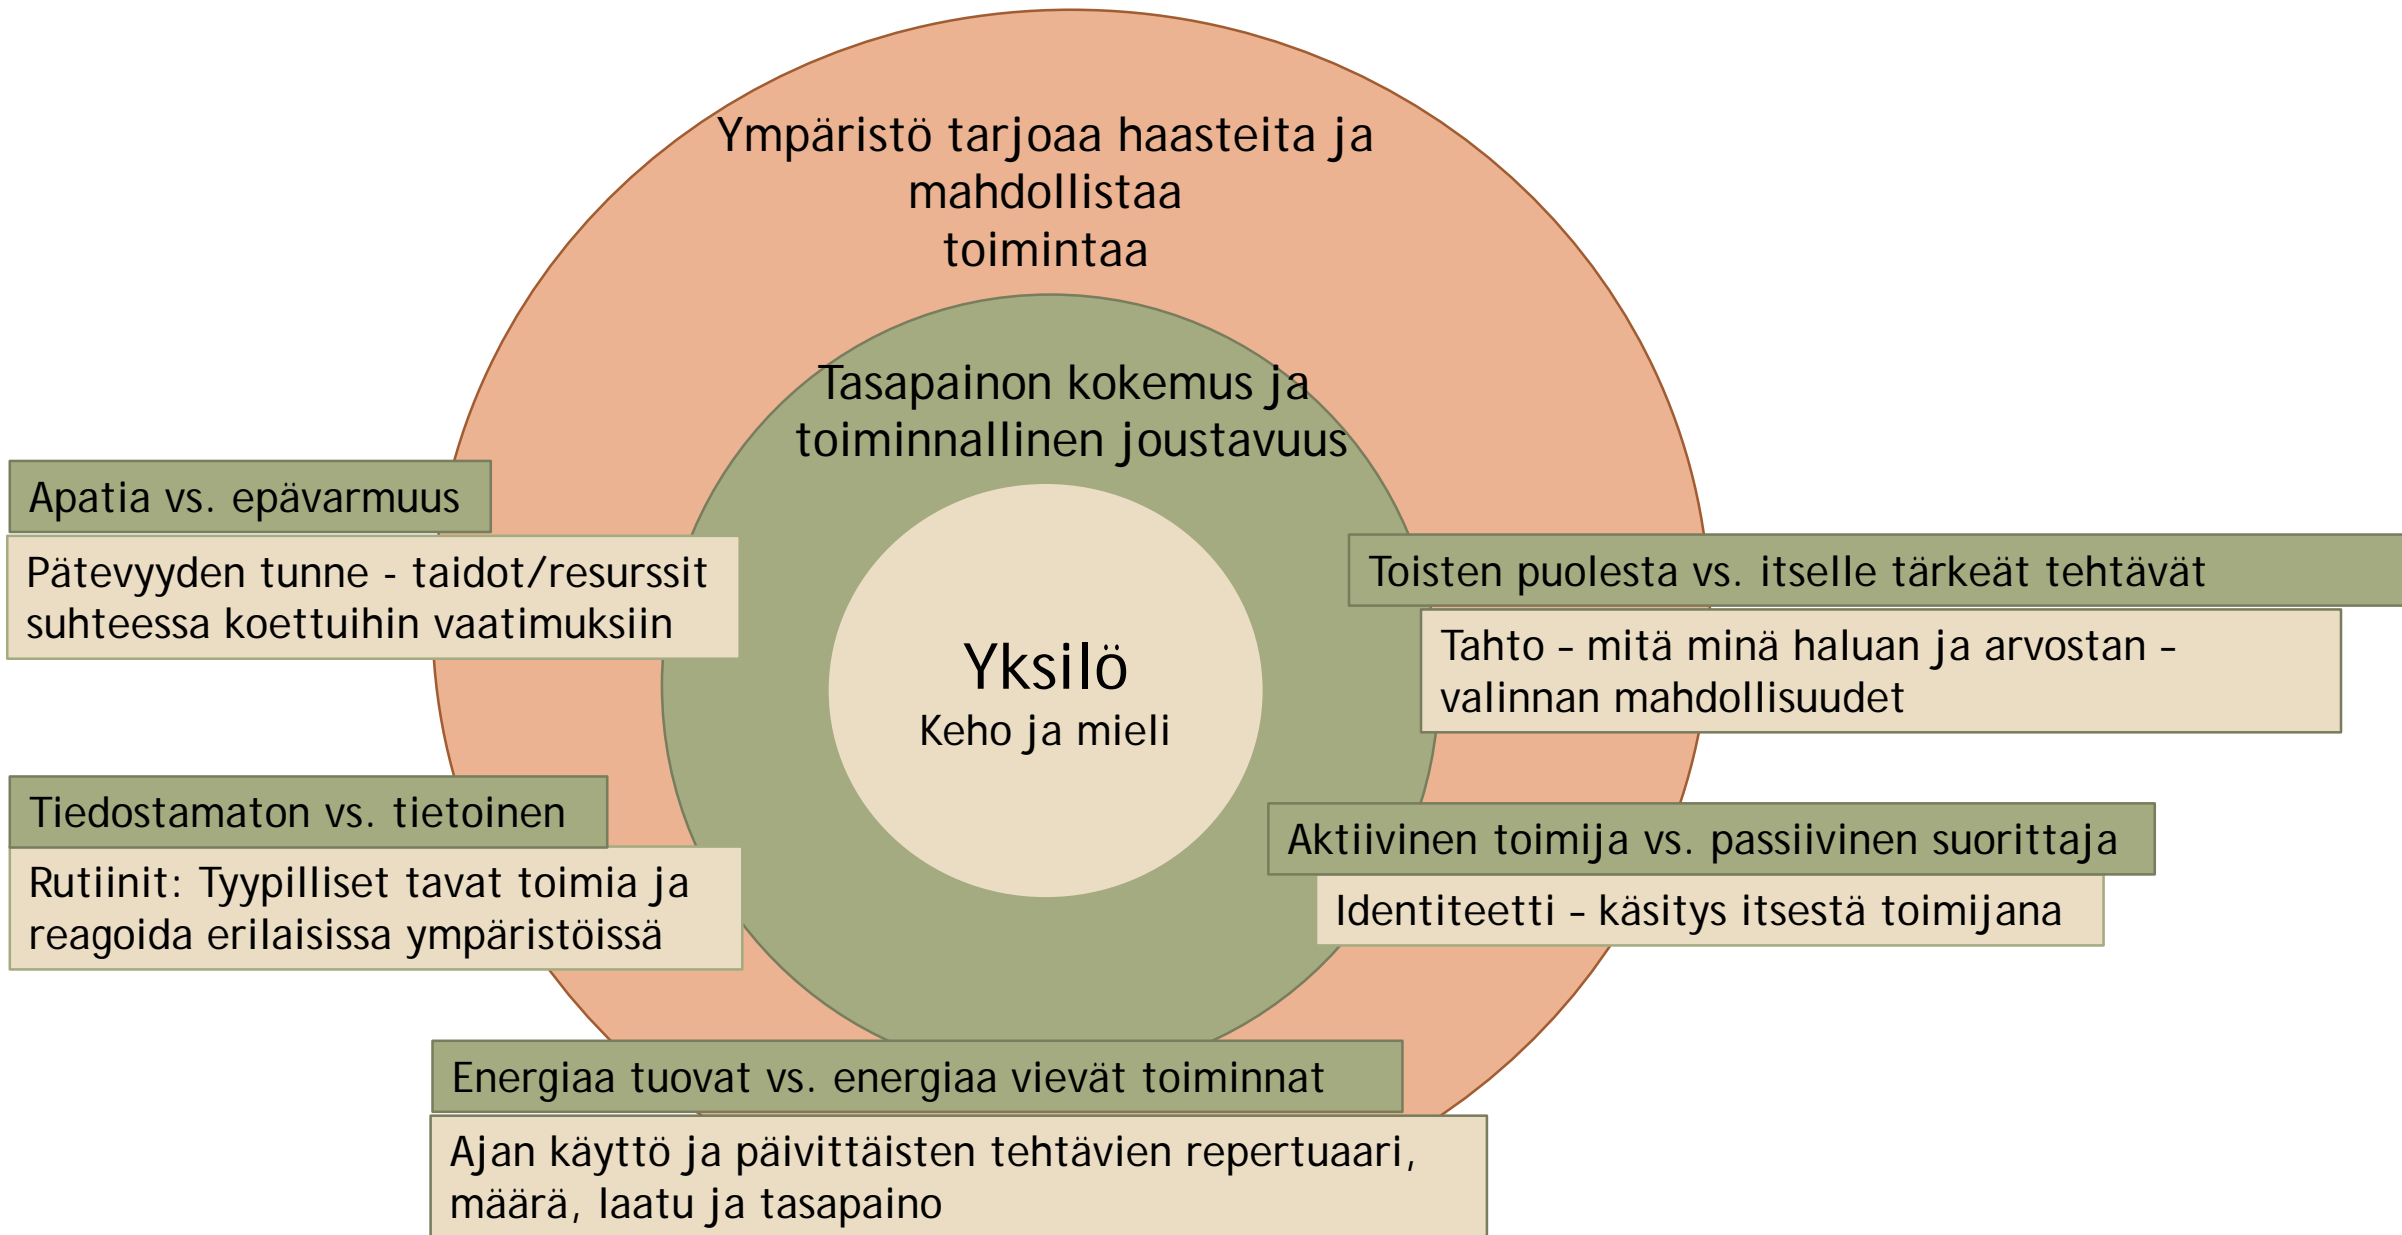 Ympäristö tarjoaa haasteita ja
mahdollistaa
toimintaa
Tasapainon kokemus ja
toiminnallinen joustavuus
Yksilö
Keho ja mieli
Apatia vs. epävarmuus
Pätevyyden tunne - taidot/resurssit
suhteessa koettuihin vaatimuksiin
Toisten puolesta vs. itselle tärkeät tehtävät
Tahto – mitä minä haluan ja arvostan –
valinnan mahdollisuudet
Tiedostamaton vs. tietoinen
Rutiinit: Tyypilliset tavat toimia ja
reagoida erilaisissa ympäristöissä
Aktiivinen toimija vs. passiivinen suorittaja
Identiteetti – käsitys itsestä toimijana
Energiaa tuovat vs. energiaa vievät toiminnat
Ajan käyttö ja päivittäisten tehtävien repertuaari,
määrä, laatu ja tasapaino